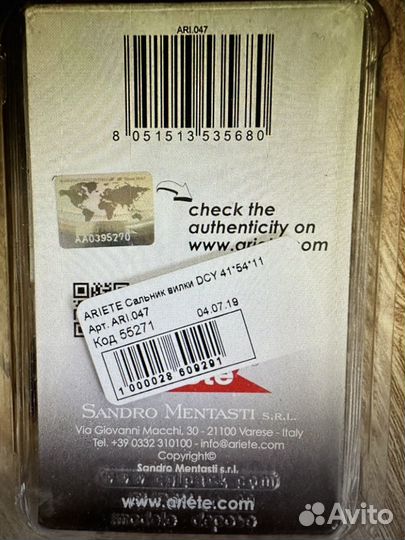 ARI.047
8 051513 535680
AA0395270
check the
authenticity on
www.ariete.com
ARIETE Сальник вилки DCY 41*54*11
Арт. ARI.047
Код 55271
04.07.19
1 000028 609291
te
SANDRO MENTASTI S.R.L.
Via Giovanni Macchi, 30 - 21100 Varese - Italy
Tel. +39 0332 310100 - info@ariete.com
Copyright©
Sandro Mentasti s.r.l.
www.ariete.com
Avito